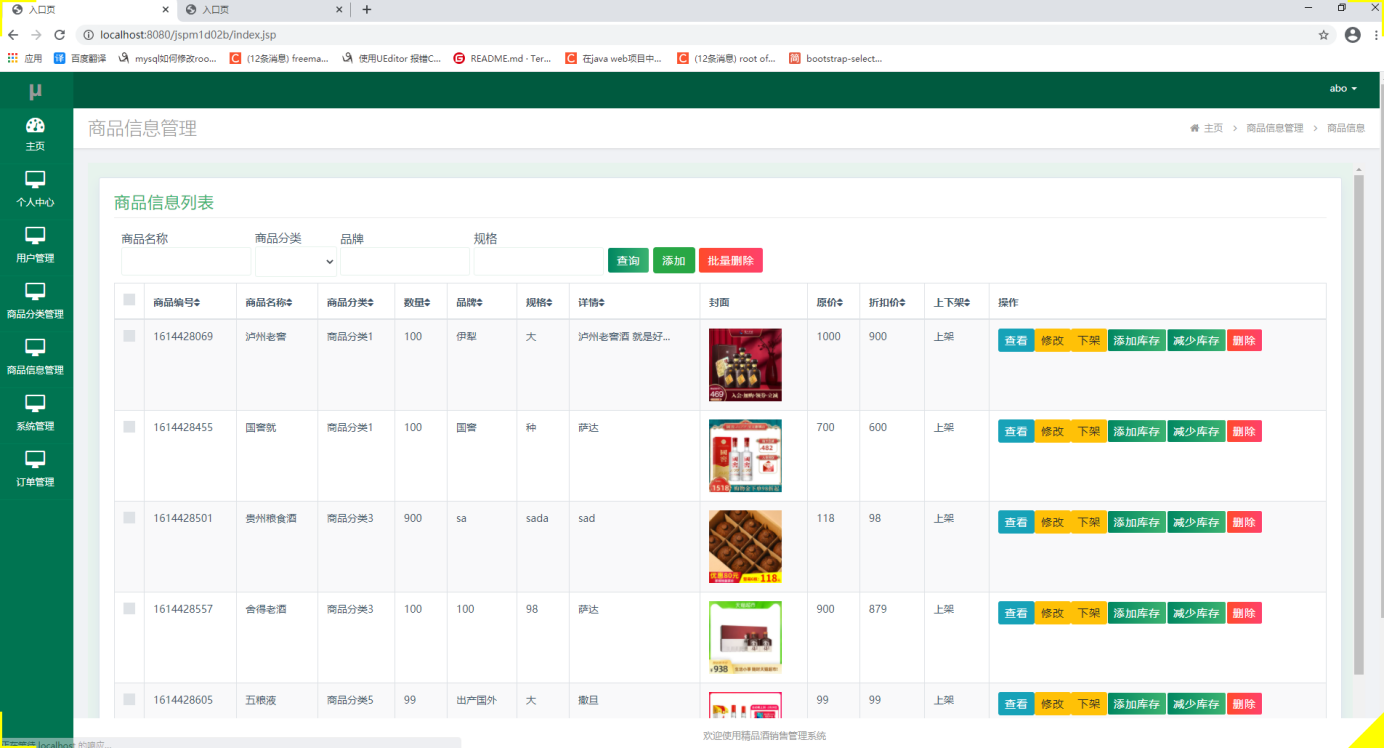 入口页
入口页
localhost:8080/jspm1d02b/index.jsp
应用 百度翻译 mysql如何修改roo... (12条消息) freema... 使用UEditor 报错C... README.md · Ter... 在java web项目中... (12条消息) root of... bootstrap-select...
μ
abo
主页
个人中心
用户管理
商品分类管理
商品信息管理
系统管理
订单管理
商品信息管理
主页 > 商品信息管理 > 商品信息
商品信息列表
商品名称 商品分类 品牌 规格
查询 添加 批量删除
商品编号 商品名称 商品分类 数量 品牌 规格 详情 封面 原价 折扣价 上下架 操作
1614428069 泸州老窖 商品分类1 100 伊犁 大 泸州老窖酒 就是好... 1000 900 上架 查看 修改 下架 添加库存 减少库存 删除
469
1614428455 国窖就 商品分类1 100 国窖 种 萨达 700 600 上架 查看 修改 下架 添加库存 减少库存 删除
482
1518
1614428501 贵州粮食酒 商品分类3 900 sa sada sad 118 98 上架 查看 修改 下架 添加库存 减少库存 删除
优惠80元
118
1614428557 舍得老酒 商品分类3 100 100 98 萨达 900 879 上架 查看 修改 下架 添加库存 减少库存 删除
938
1614428605 五粮液 商品分类5 99 出产国外 大 撒旦 99 99 上架 查看 修改 下架 添加库存 减少库存 删除
欢迎使用精品酒销售管理系统
正在等待 localhost 的响应...